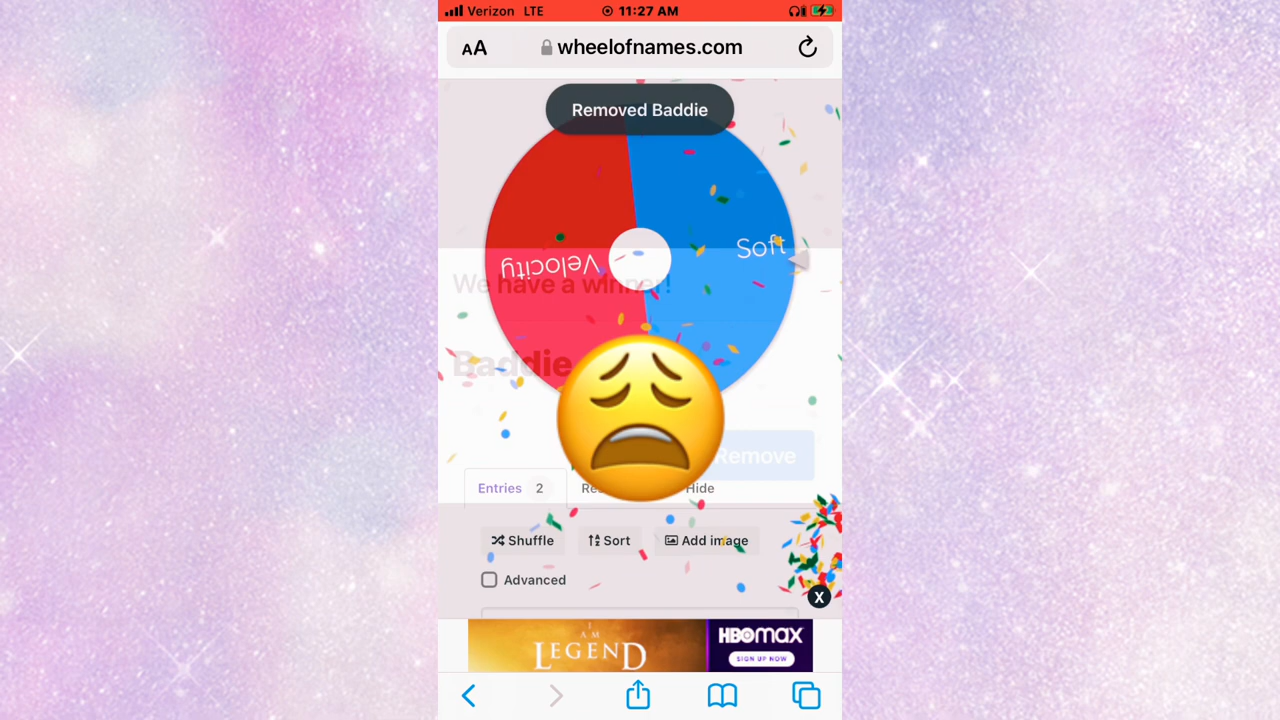 Verizon LTE 11:27 AM
AA wheelofnames.com
Removed Baddie
Soft
Velocity
We have a winner!
Baddie
Remove
Entries 2 Hide
Shuffle Sort Add image
Advanced
X
I AM
LEGEND
HBOMAX
SIGN UP NOW